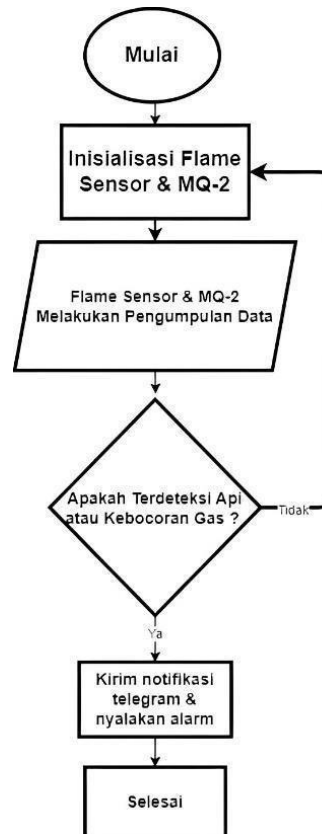 Mulai
Inisialisasi Flame
Sensor & MQ-2
Flame Sensor & MQ-2
Melakukan Pengumpulan Data
Apakah Terdeteksi Api
atau Kebocoran Gas ?
Tidak
Ya
Kirim notifikasi
telegram &
nyalakan alarm
Selesai